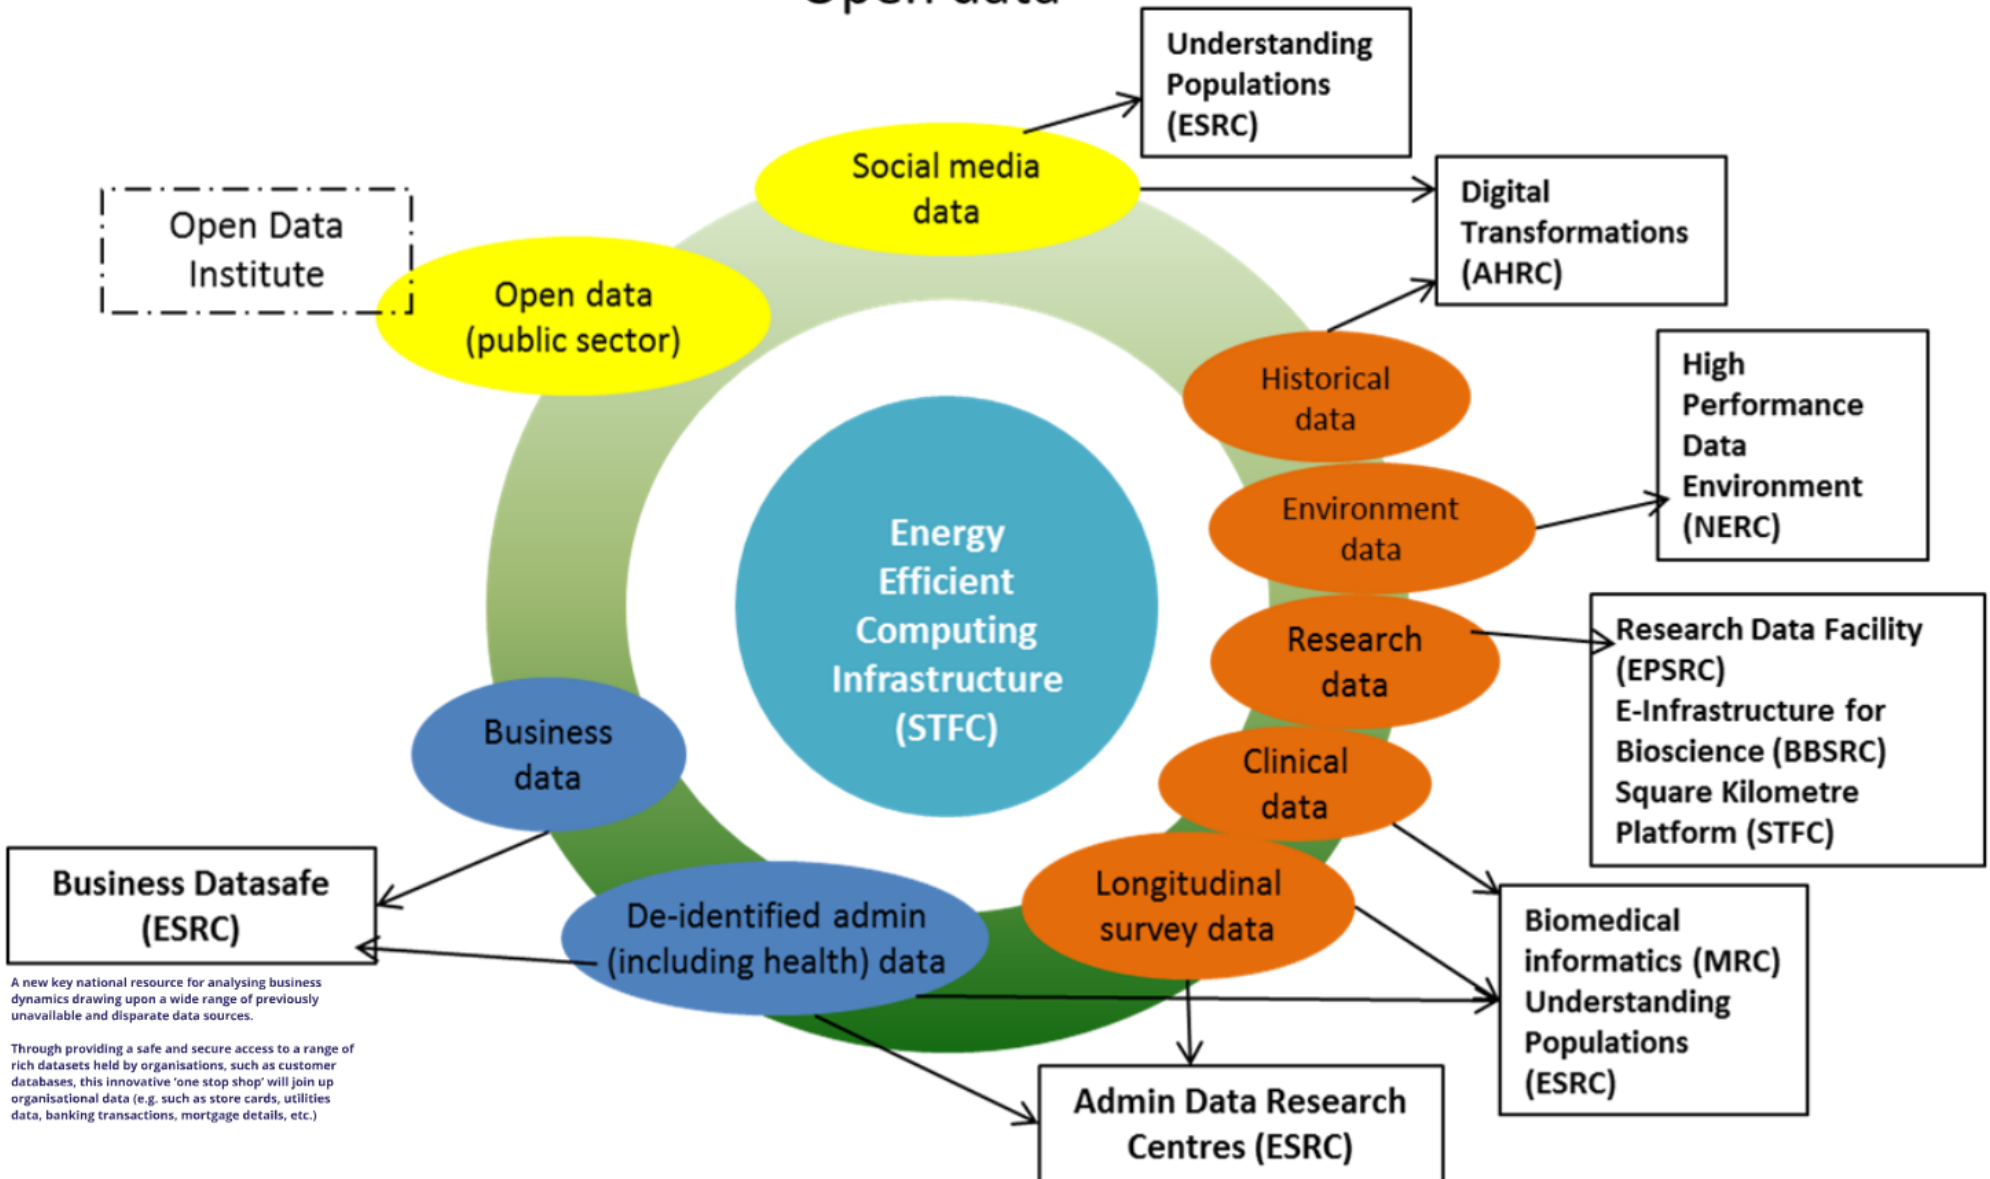 Open data
Understanding
Populations
(ESRC)
Social media
data
Digital
Transformations
(AHRC)
Open Data
Institute
Open data
(public sector)
Historical
data
High
Performance
Data
Environment
(NERC)
Environment
data
Energy
Efficient
Computing
Infrastructure
(STFC)
Research
data
Research Data Facility
(EPSRC)
E-Infrastructure for
Bioscience (BBSRC)
Square Kilometre
Platform (STFC)
Business
data
Clinical
data
Business Datasafe
(ESRC)
De-identified admin
(including health) data
Longitudinal
survey data
Biomedical
informatics (MRC)
Understanding
Populations
(ESRC)
A new key national resource for analysing business
dynamics drawing upon a wide range of previously
unavailable and disparate data sources.
Through providing a safe and secure access to a range of
rich datasets held by organisations, such as customer
databases, this innovative 'one stop shop' will join up
organisational data (e.g. such as store cards, utilities
data, banking transactions, mortgage details, etc.)
Admin Data Research
Centres (ESRC)